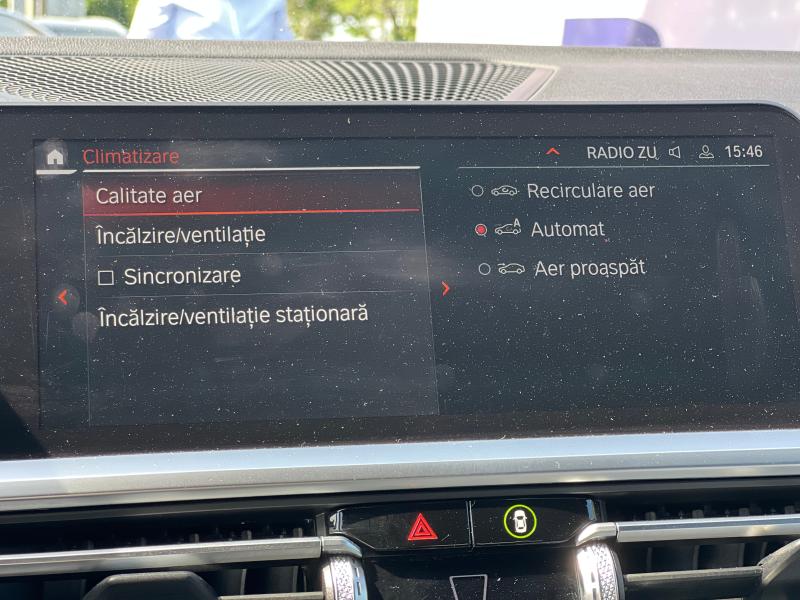 Climatizare
RADIO ZU 15:46
Calitate aer
Încălzire/ventilație
Sincronizare
Încălzire/ventilație staționară
Recirculare aer
Automat
Aer proaspăt